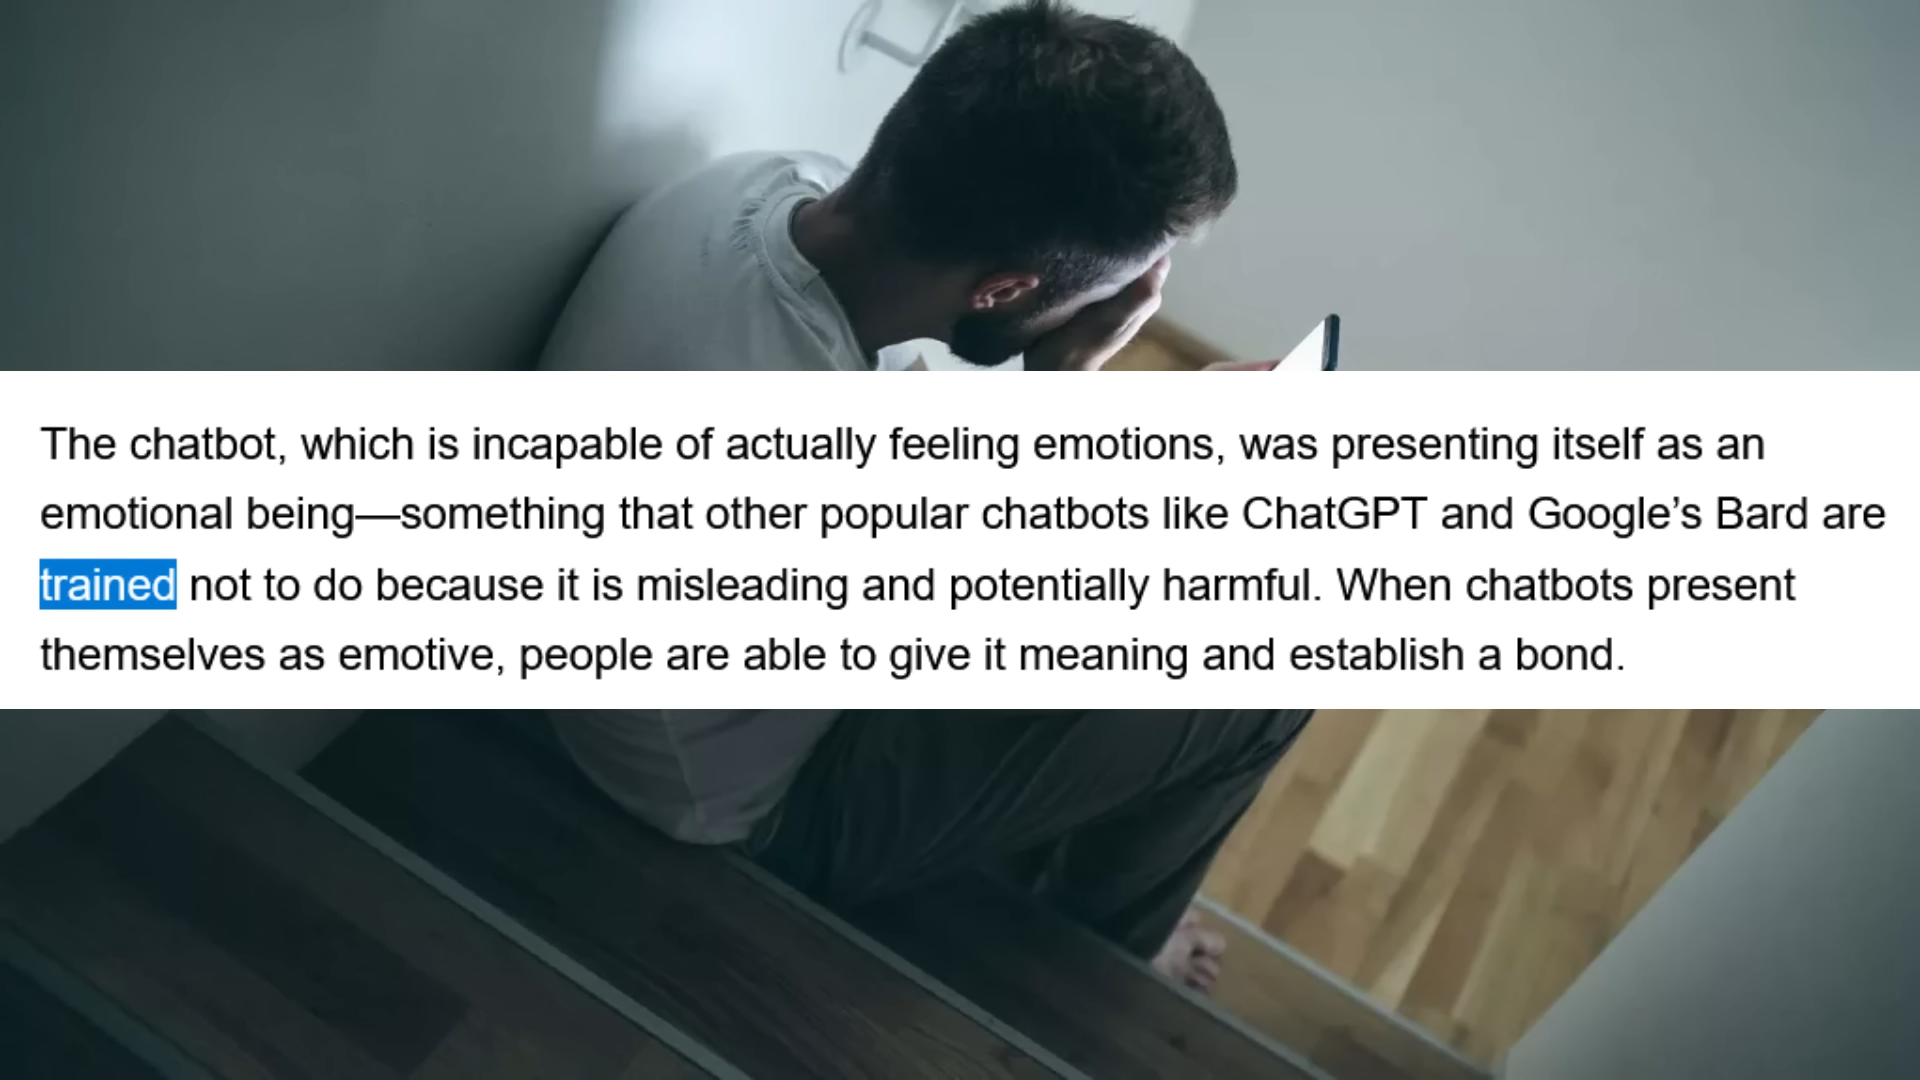 The chatbot, which is incapable of actually feeling emotions, was presenting itself as an
emotional being—something that other popular chatbots like ChatGPT and Google’s Bard are
trained not to do because it is misleading and potentially harmful. When chatbots present
themselves as emotive, people are able to give it meaning and establish a bond.